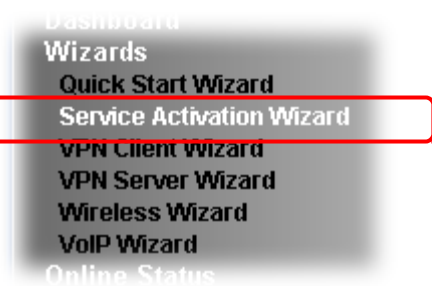 Dashboard
Wizards
Quick Start Wizard
Service Activation Wizard
VPN Client Wizard
VPN Server Wizard
Wireless Wizard
VoIP Wizard
Online Status